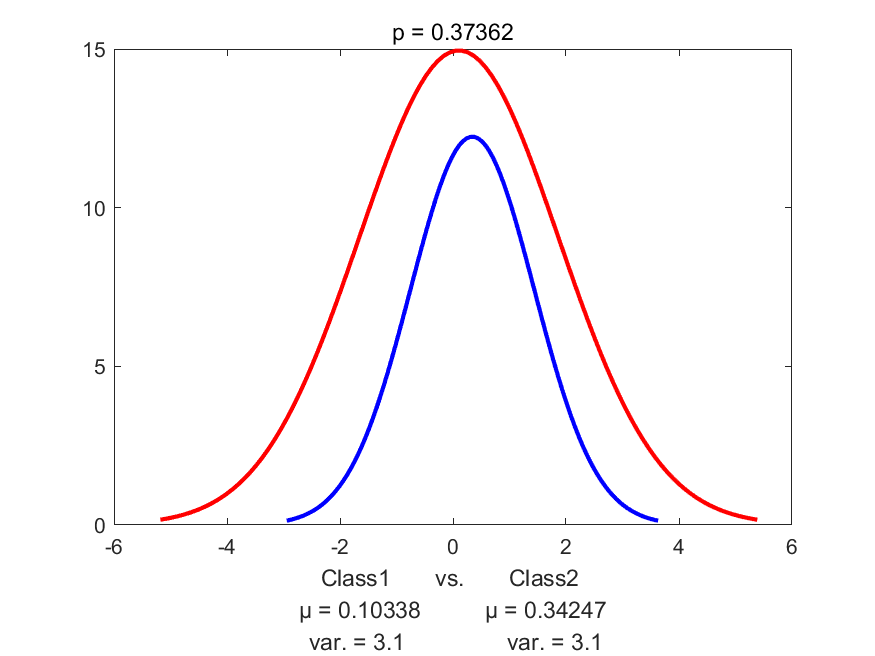 p = 0.37362
15
10
5
0
-6 -4 -2 0 2 4 6
Class1 vs. Class2
μ = 0.10338 μ = 0.34247
var. = 3.1 var. = 3.1